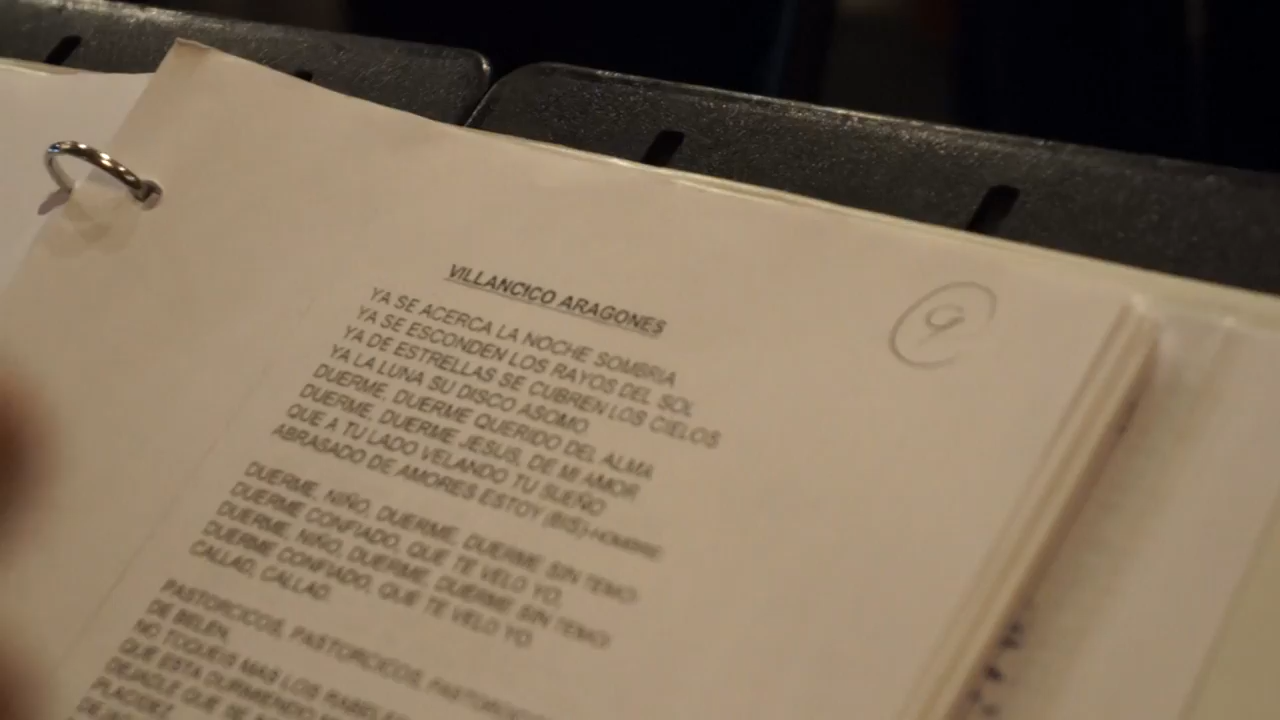 9
VILLANCICO ARAGONES
YA SE ACERCA LA NOCHE SOMBRIA
YA SE ESCONDEN LOS RAYOS DEL SOL
YA DE ESTRELLAS SE CUBREN LOS CIELOS
YA LA LUNA SU DISCO ASOMO
DUERME, DUERME QUERIDO DEL ALMA
DUERME, DUERME JESUS, DE MI AMOR
QUE A TU LADO VELANDO TU SUEÑO
ABRASADO DE AMORES ESTOY (BIS)-HOMBRE
DUERME, NIÑO, DUERME, DUERME SIN TEMOR
DUERME CONFIADO, QUE TE VELO YO,
DUERME, NIÑO, DUERME, DUERME SIN TEMOR
DUERME CONFIADO, QUE TE VELO YO
CALLAD, CALLAD.
PASTORCICOS, PASTORCICOS,
DE BELEN,
NO TOQUEIS MAS LOS
QUE ESTA DURMIENDO
DEJADLE QUE
PLACIDEZ